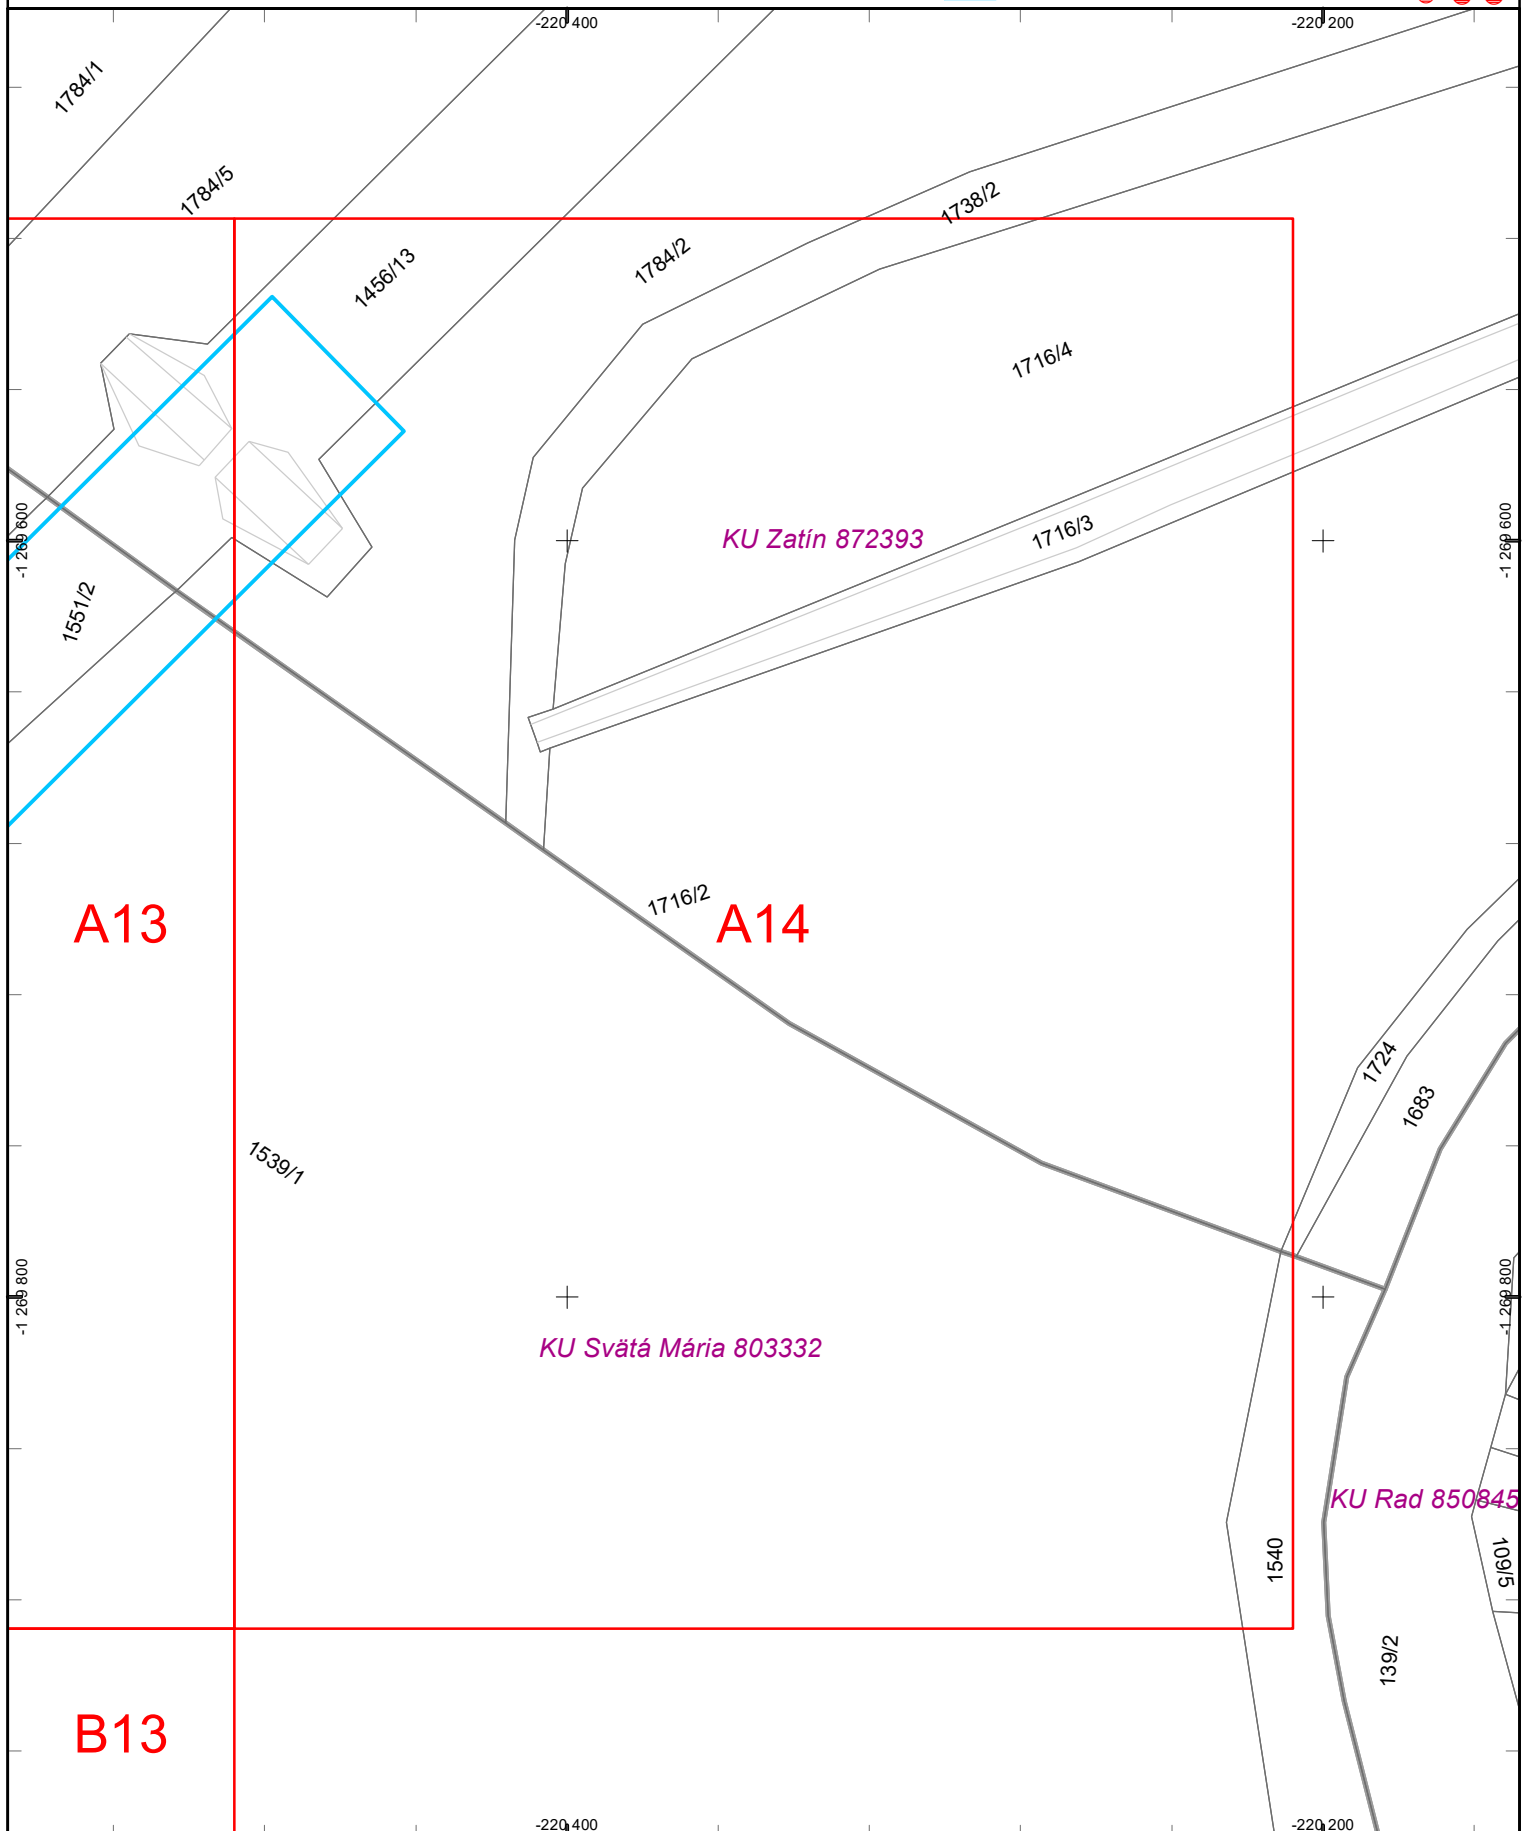 -220 400
-220 200
1784/1
1784/5
1738/2
1784/2
1456/13
1716/4
-1 269 600
KU Zatín 872393
1716/3
-1 269 600
1551/2
1716/2
A13
A14
1724
1683
1539/1
-1 269 800
-1 269 800
KU Svätá Mária 803332
KU Rad 850845
1540
109/5
139/2
B13
-220 400
-220 200